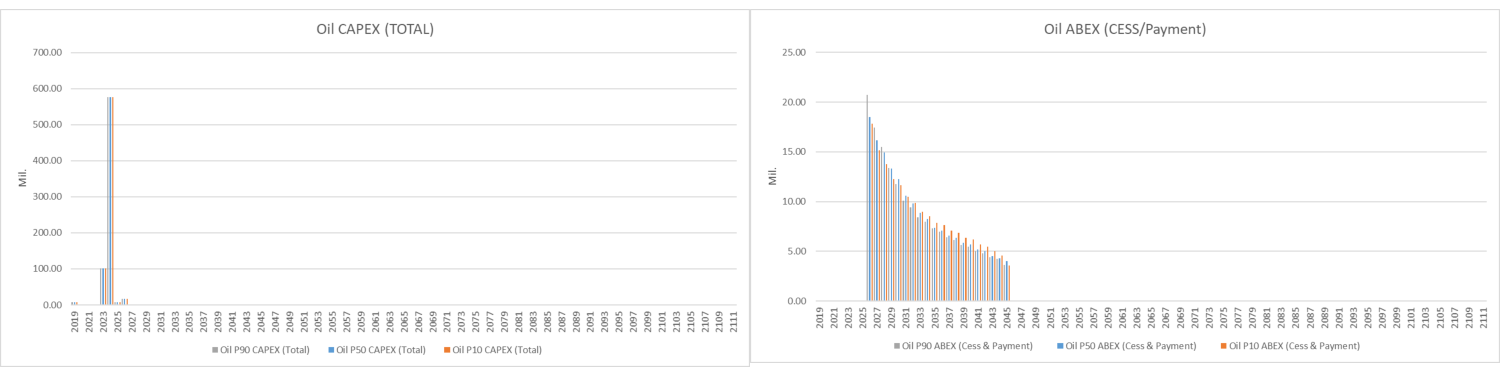 Oil CAPEX (TOTAL)
700.00
600.00
500.00
400.00
300.00
200.00
100.00
0.00
Mil.
2019 2021 2023 2025 2027 2029 2031 2033 2035 2037 2039 2041 2043 2045 2047 2049 2051 2053 2055 2057 2059 2061 2063 2065 2067 2069 2071 2073 2075 2077 2079 2081 2083 2085 2087 2089 2091 2093 2095 2097 2099 2101 2103 2105 2107 2109 2111
Oil P90 CAPEX (Total) Oil P50 CAPEX (Total) Oil P10 CAPEX (Total)
Oil ABEX (CESS/Payment)
25.00
20.00
15.00
10.00
5.00
0.00
Mil.
2019 2021 2023 2025 2027 2029 2031 2033 2035 2037 2039 2041 2043 2045 2047 2049 2051 2053 2055 2057 2059 2061 2063 2065 2067 2069 2071 2073 2075 2077 2079 2081 2083 2085 2087 2089 2091 2093 2095 2097 2099 2101 2103 2105 2107 2109 2111
Oil P90 ABEX (Cess & Payment) Oil P50 ABEX (Cess & Payment) Oil P10 ABEX (Cess & Payment)